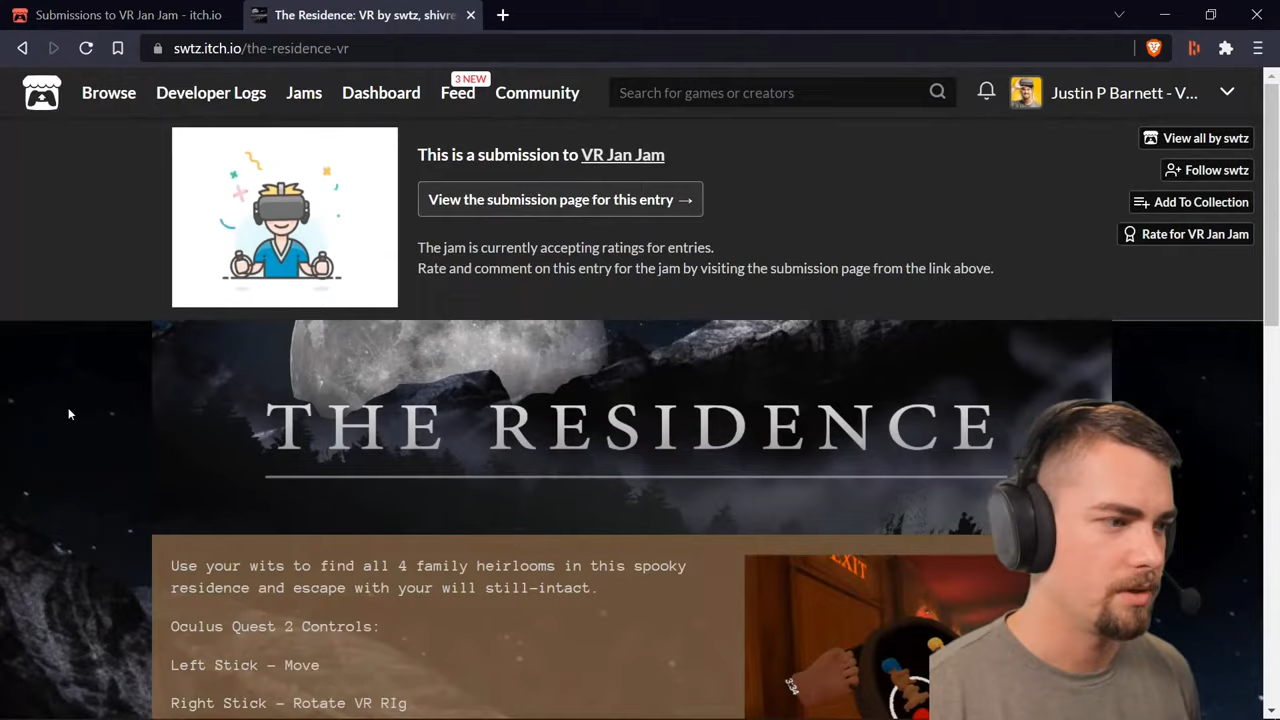 Submissions to VR Jan Jam - itch.io
The Residence: VR by swtz, shivre
swtz.itch.io/the-residence-vr
3 NEW
Browse Developer Logs Jams Dashboard Feed Community Search for games or creators Justin P Barnett - V...
This is a submission to VR Jan Jam
View the submission page for this entry →
The jam is currently accepting ratings for entries.
Rate and comment on this entry for the jam by visiting the submission page from the link above.
View all by swtz
Follow swtz
Add To Collection
Rate for VR Jan Jam
THE RESIDENCE
Use your wits to find all 4 family heirlooms in this spooky
residence and escape with your will still-intact.
Oculus Quest 2 Controls:
Left Stick - Move
Right Stick - Rotate VR RIg
EXIT
3:34